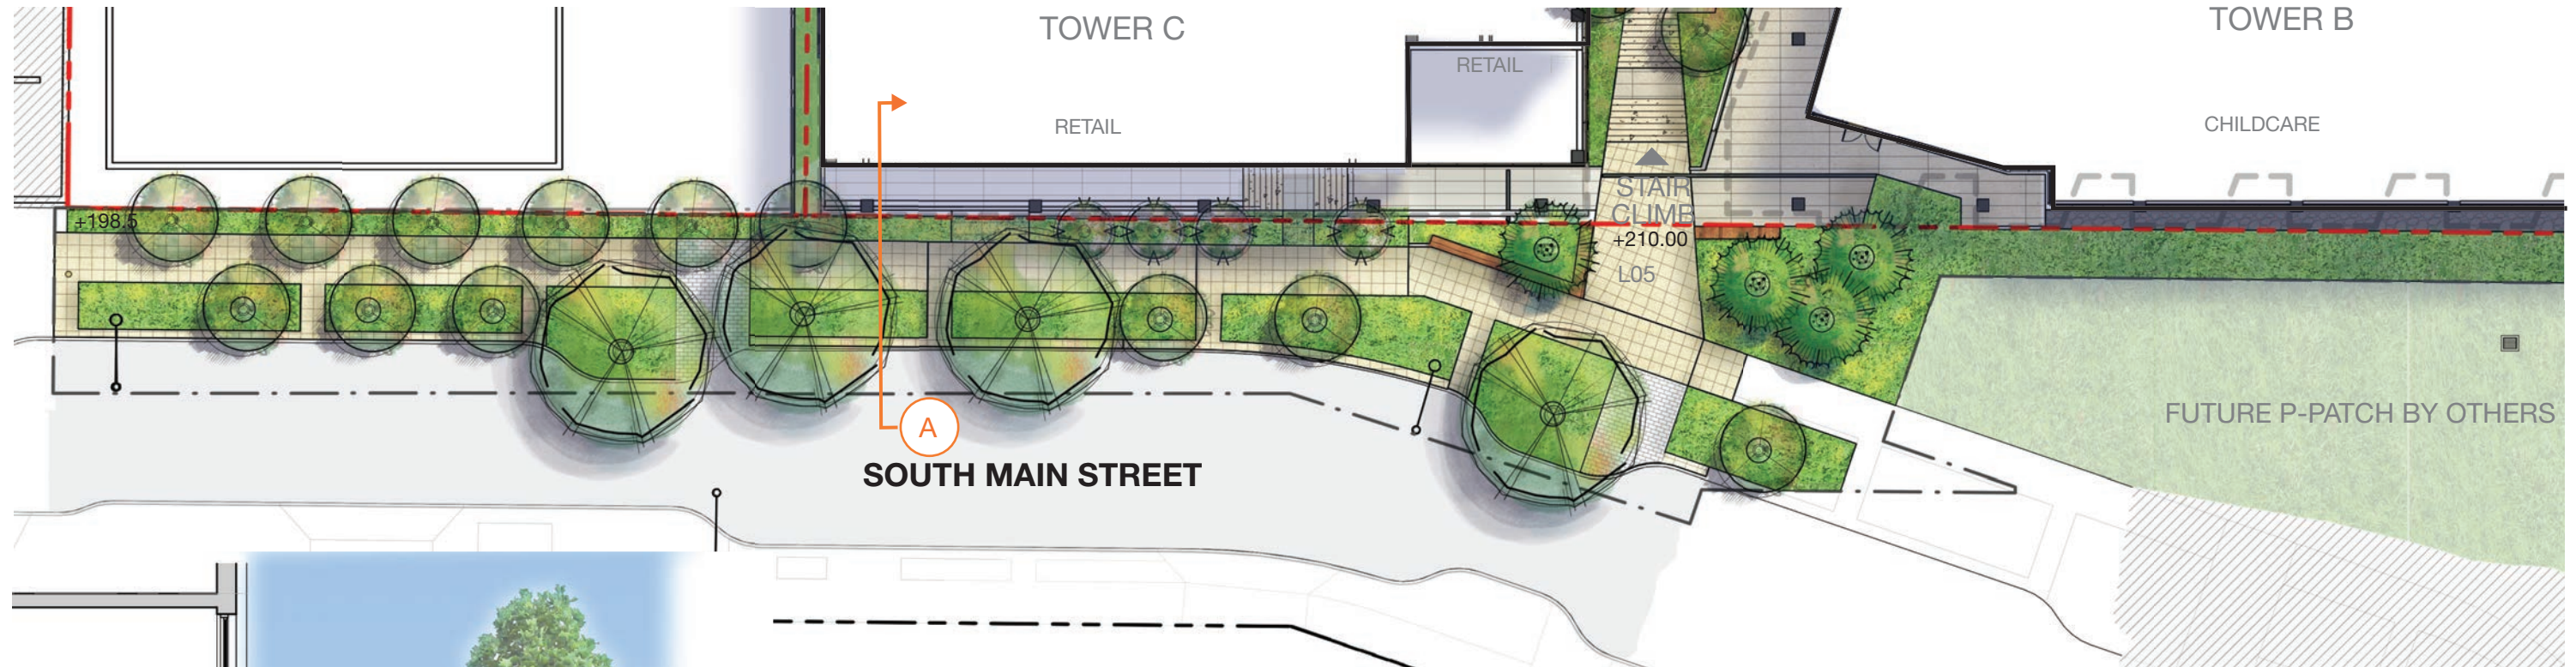 TOWER C
TOWER B
RETAIL
RETAIL
CHILDCARE
STAIR
CLIMB
+198.5
+210.00
L05
A
FUTURE P-PATCH BY OTHERS
SOUTH MAIN STREET